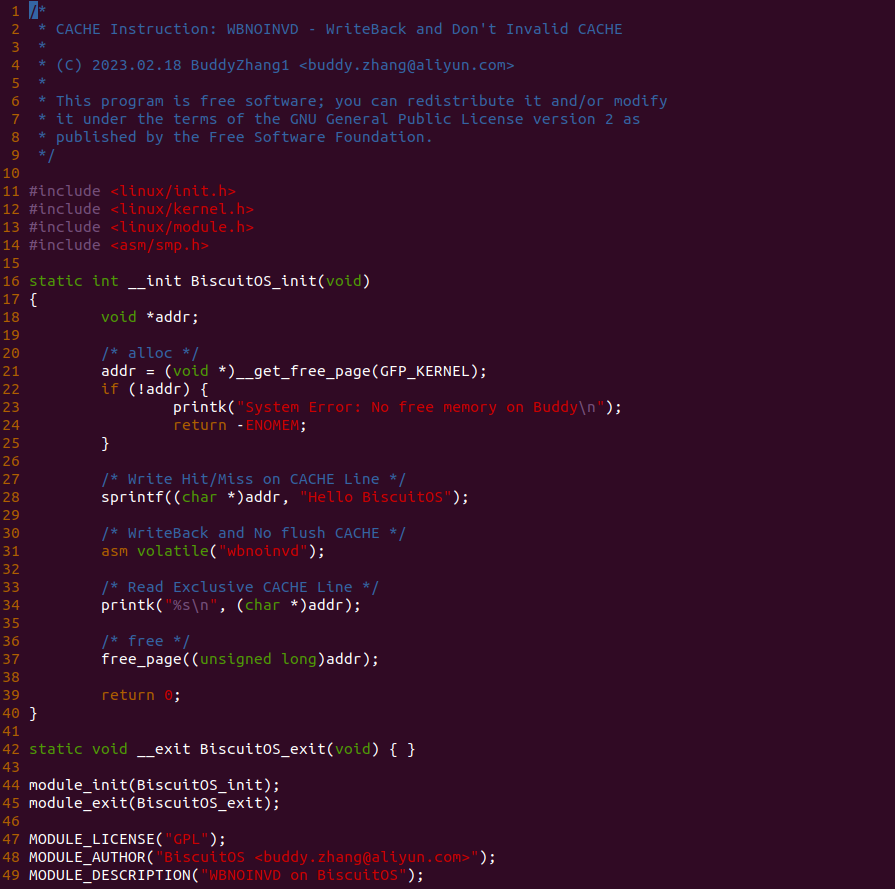 1 /*
2  * CACHE Instruction: WBNOINVD - WriteBack and Don't Invalid CACHE
3  *
4  * (C) 2023.02.18 BuddyZhang1 <buddy.zhang@aliyun.com>
5  *
6  * This program is free software; you can redistribute it and/or modify
7  * it under the terms of the GNU General Public License version 2 as
8  * published by the Free Software Foundation.
9  */
10
11 #include <linux/init.h>
12 #include <linux/kernel.h>
13 #include <linux/module.h>
14 #include <asm/smp.h>
15
16 static int __init BiscuitOS_init(void)
17 {
18         void *addr;
19
20         /* alloc */
21         addr = (void *)__get_free_page(GFP_KERNEL);
22         if (!addr) {
23                 printk("System Error: No free memory on Buddy\n");
24                 return -ENOMEM;
25         }
26
27         /* Write Hit/Miss on CACHE Line */
28         sprintf((char *)addr, "Hello BiscuitOS");
29
30         /* WriteBack and No flush CACHE */
31         asm volatile("wbnoinvd");
32
33         /* Read Exclusive CACHE Line */
34         printk("%s\n", (char *)addr);
35
36         /* free */
37         free_page((unsigned long)addr);
38
39         return 0;
40 }
41
42 static void __exit BiscuitOS_exit(void) { }
43
44 module_init(BiscuitOS_init);
45 module_exit(BiscuitOS_exit);
46
47 MODULE_LICENSE("GPL");
48 MODULE_AUTHOR("BiscuitOS <buddy.zhang@aliyun.com>");
49 MODULE_DESCRIPTION("WBNOINVD on BiscuitOS");